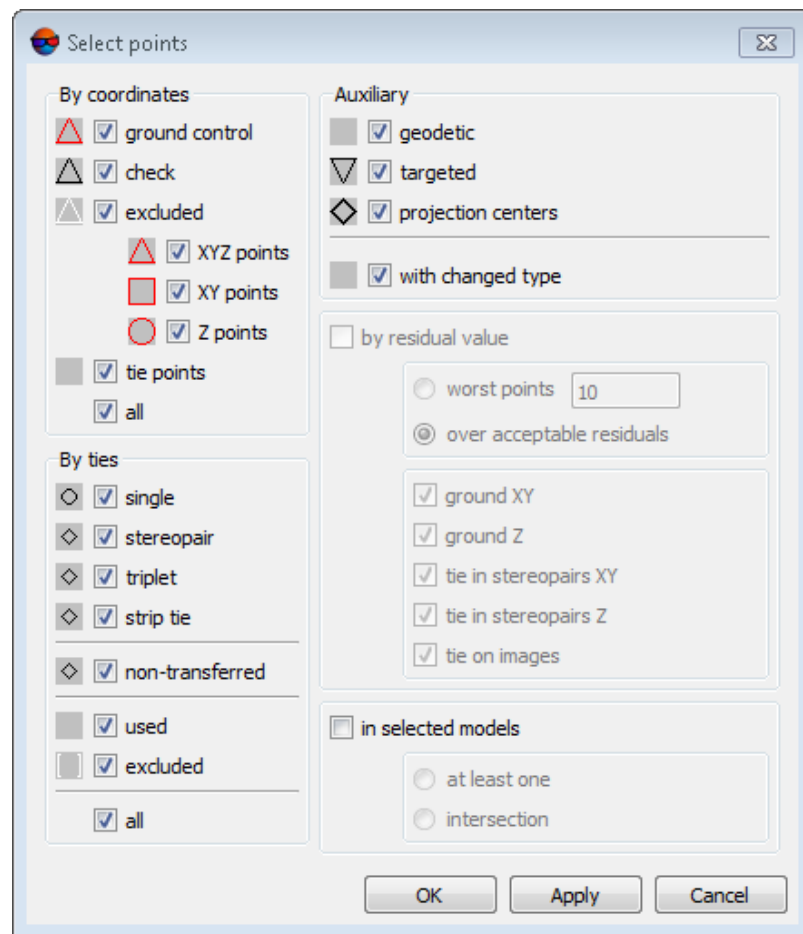 Select points
By coordinates
ground control
check
excluded
XYZ points
XY points
Z points
tie points
all
By ties
single
stereopair
triplet
strip tie
non-transferred
used
excluded
all
Auxiliary
geodetic
targeted
projection centers
with changed type
by residual value
worst points 10
over acceptable residuals
ground XY
ground Z
tie in stereopairs XY
tie in stereopairs Z
tie on images
in selected models
at least one
intersection
OK Apply Cancel